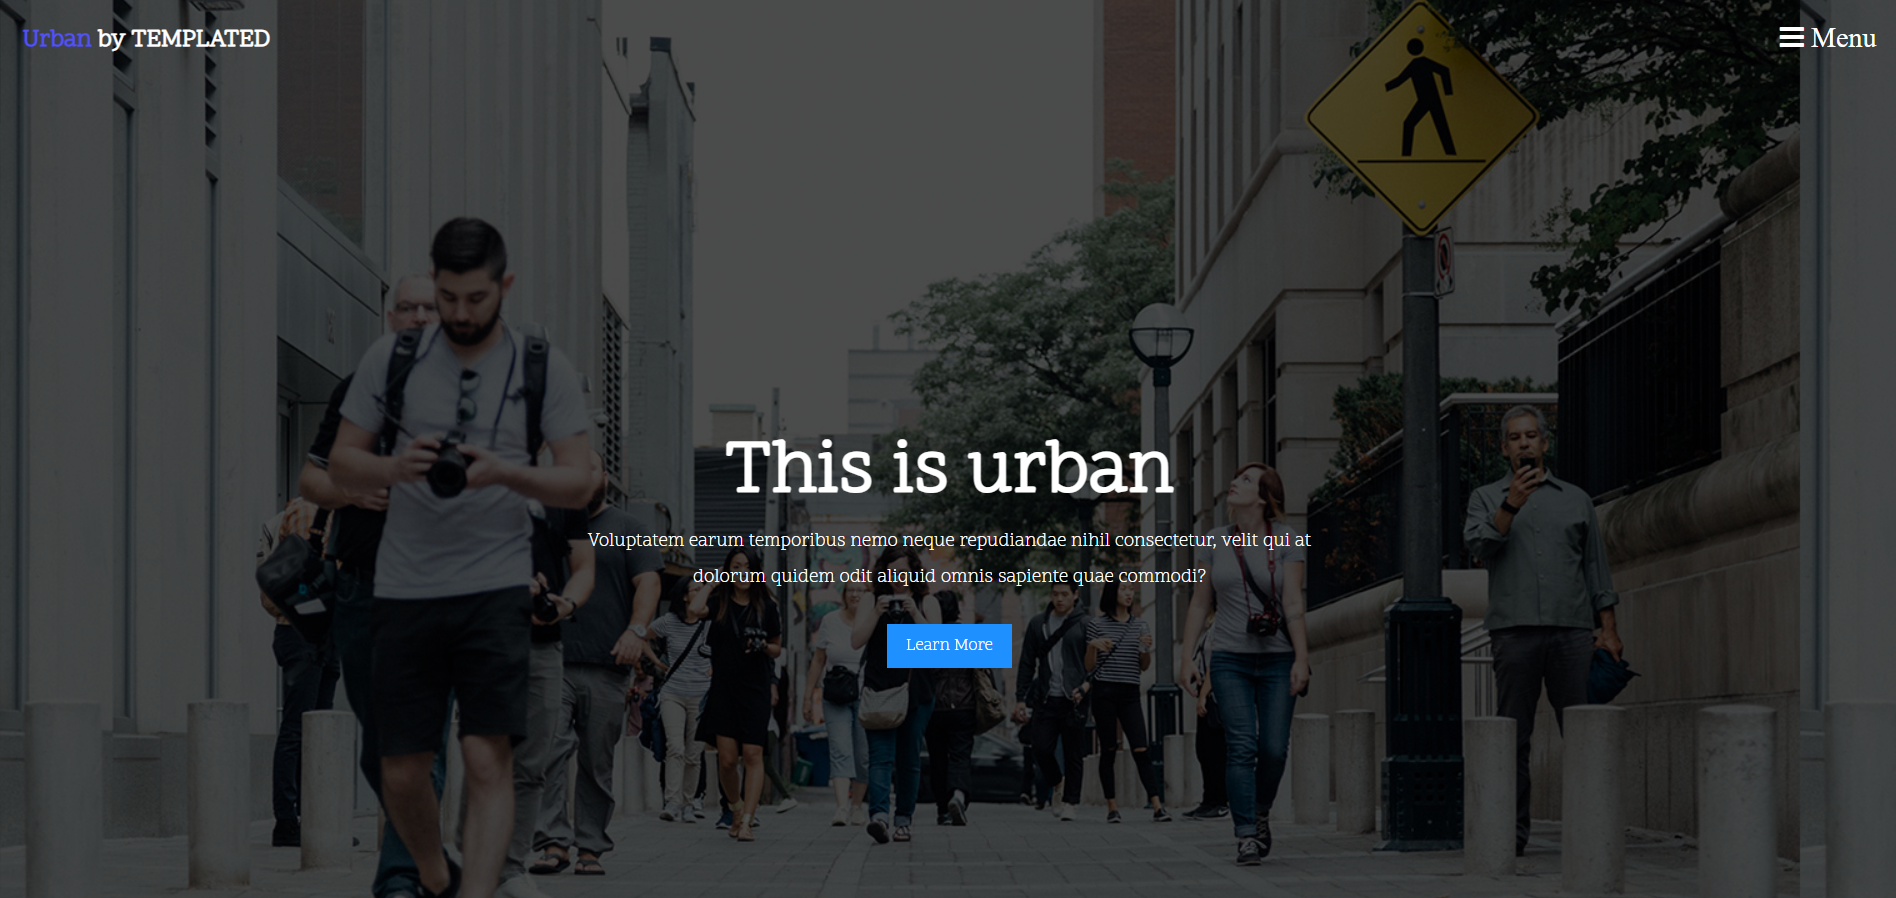 Urban by TEMPLATED
Menu
This is urban
Voluptatem earum temporibus nemo neque repudiandae nihil consectetur, velit qui at
dolorum quidem odit aliquid omnis sapiente quae commodi?
Learn More